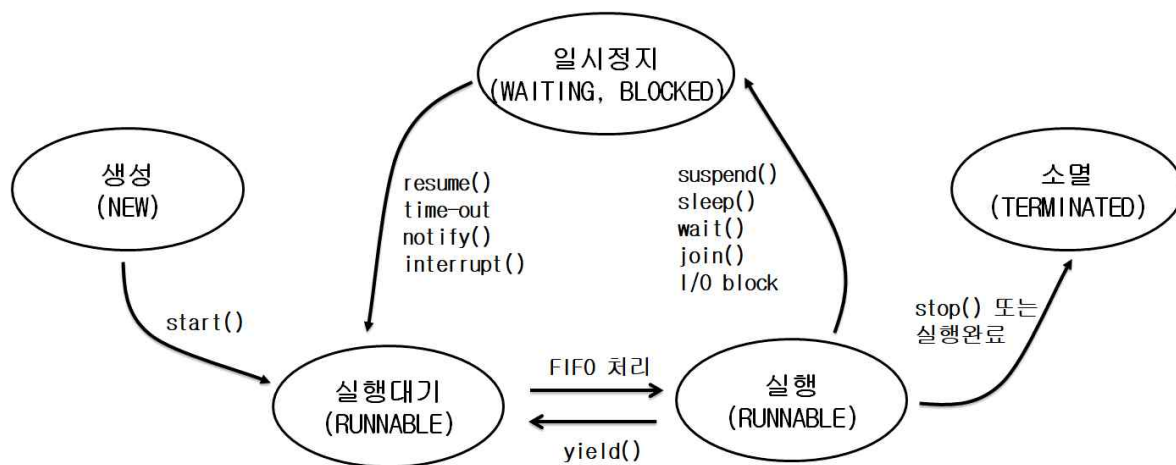 일시정지
(WAITING, BLOCKED)
생성
(NEW)
resume()
time-out
notify()
interrupt()
suspend()
sleep()
wait()
join()
I/O block
소멸
(TERMINATED)
start()
stop() 또는
실행완료
실행대기
(RUNNABLE)
FIFO 처리
yield()
실행
(RUNNABLE)